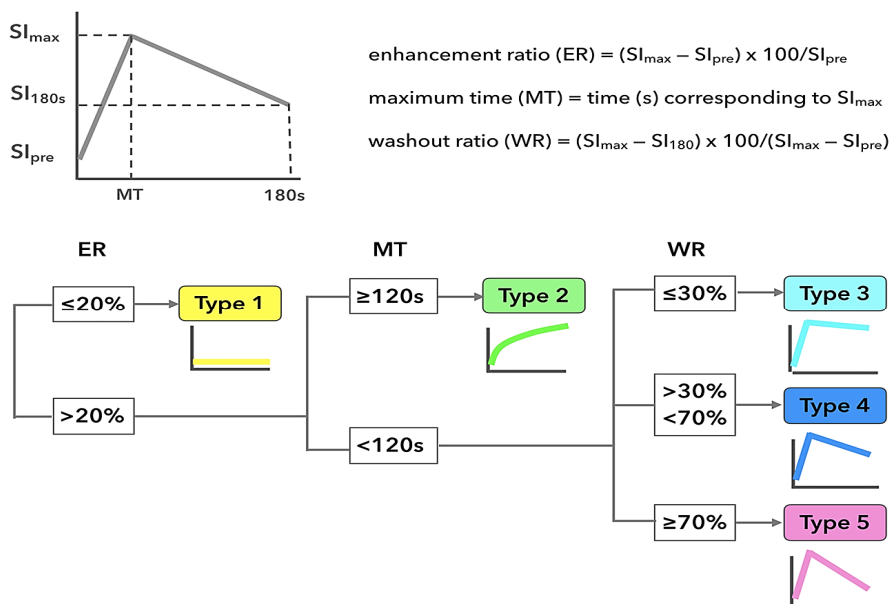 SImax
SI180s
SIpre
MT
180s
enhancement ratio (ER) = (SImax – SIpre) x 100/SIpre
maximum time (MT) = time (s) corresponding to SImax
washout ratio (WR) = (SImax – SI180) x 100/(SImax – SIpre)
ER
MT
WR
≤20%
Type 1
>20%
≥120s
Type 2
<120s
≤30%
Type 3
>30%
<70%
Type 4
≥70%
Type 5